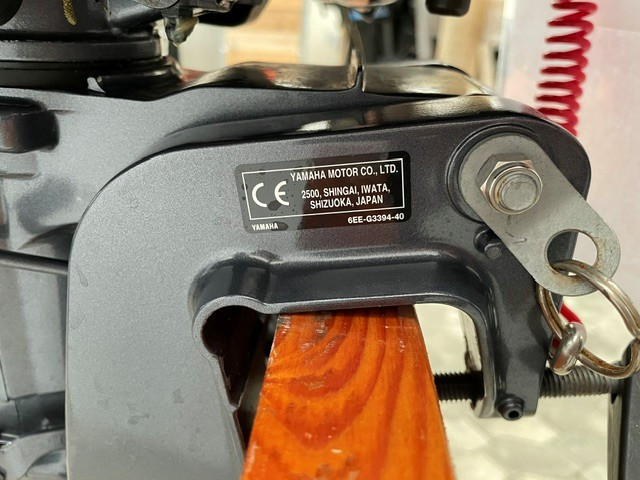 YAMAHA MOTOR CO., LTD.
CE
2500, SHINGAI, IWATA,
SHIZUOKA, JAPAN
YAMAHA
6EE-G3394-40